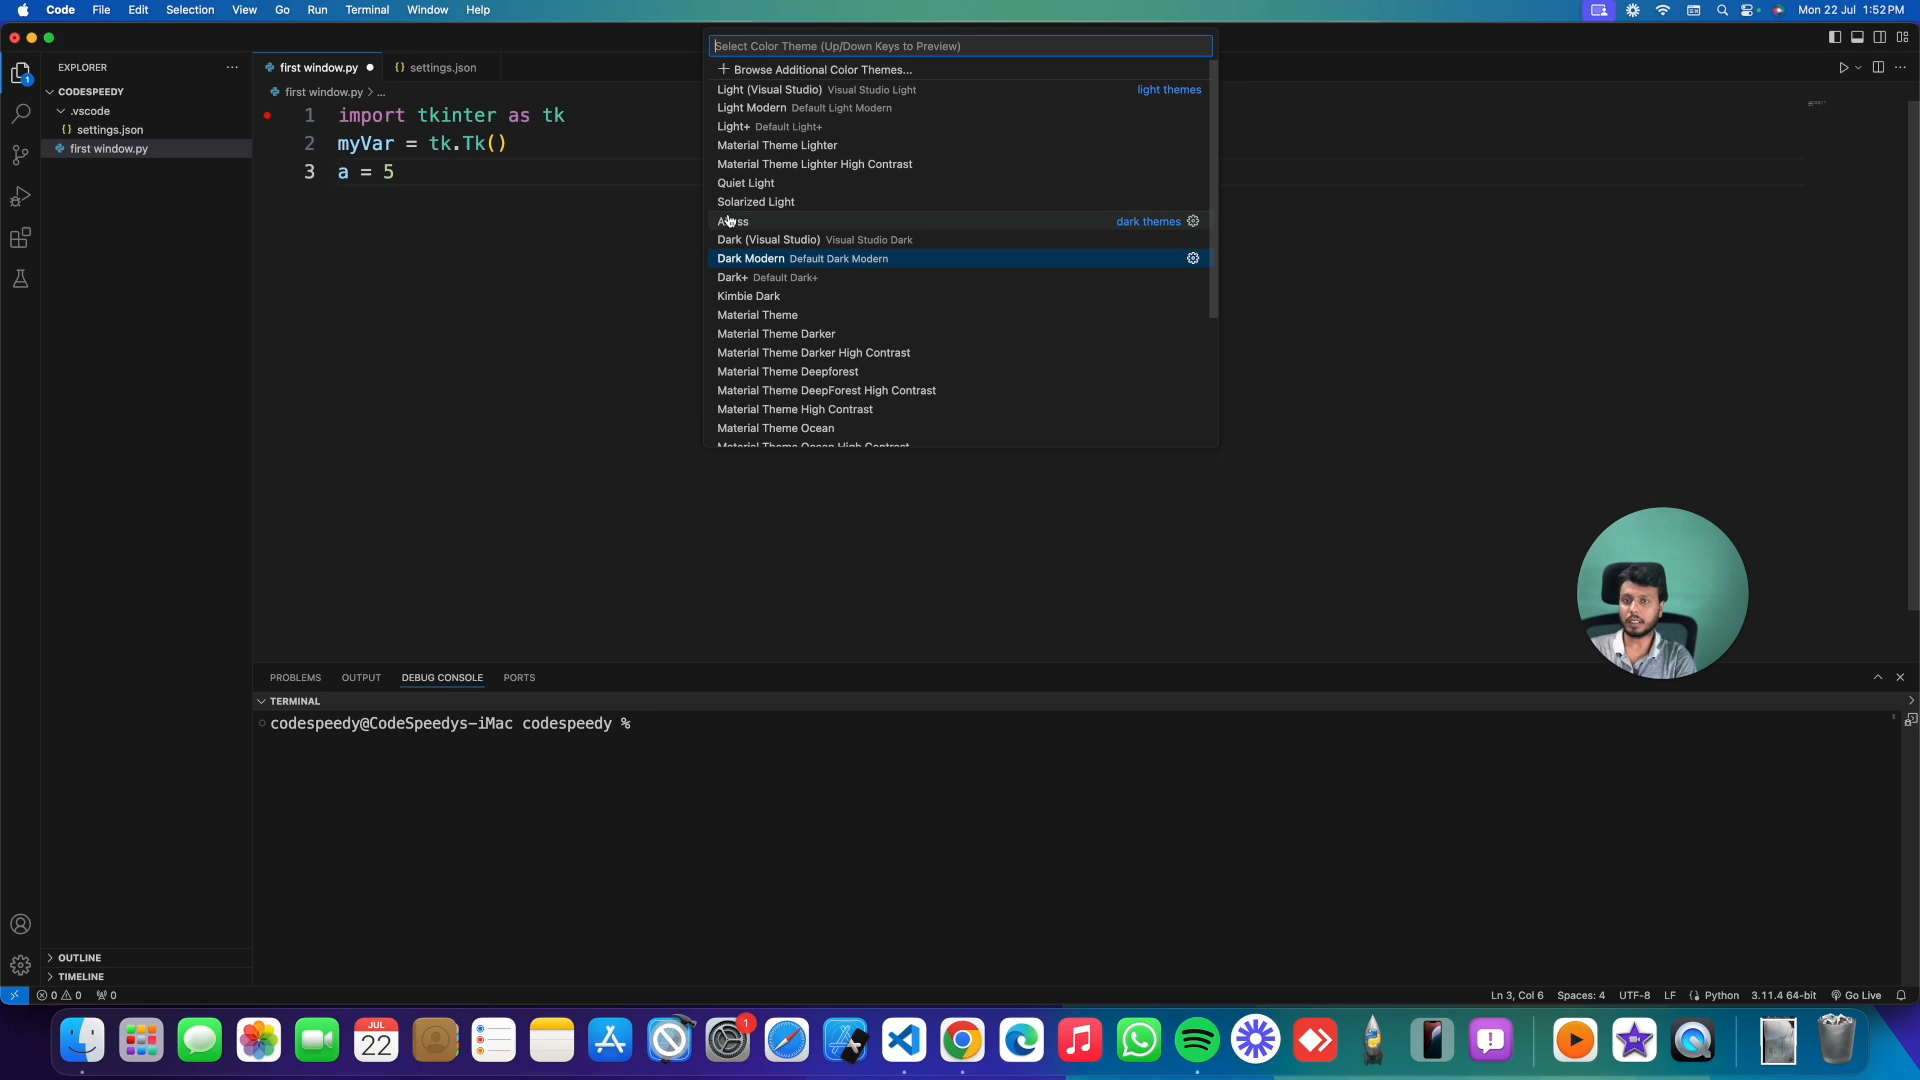 Code File Edit Selection View Go Run Terminal Window Help
Mon 22 Jul 1:52 PM
Select Color Theme (Up/Down Keys to Preview)
Browse Additional Color Themes...
Light (Visual Studio) Visual Studio Light light themes
Light Modern Default Light Modern
Light+ Default Light+
Material Theme Lighter
Material Theme Lighter High Contrast
Quiet Light
Solarized Light
dark themes
Dark (Visual Studio) Visual Studio Dark
Dark Modern Default Dark Modern
Dark+ Default Dark+
Kimbie Dark
Material Theme
Material Theme Darker
Material Theme Darker High Contrast
Material Theme Deepforest
Material Theme DeepForest High Contrast
Material Theme High Contrast
Material Theme Ocean
Material Theme Ocean High Contrast
EXPLORER
1
CODESPEEDY
.vscode
settings.json
first window.py
OUTLINE
TIMELINE
first window.py
settings.json
first window.py > ...
1 import tkinter as tk
2 myVar = tk.Tk()
3 a = 5
PROBLEMS OUTPUT DEBUG CONSOLE PORTS
TERMINAL
codespeedy@CodeSpeedys-iMac codespeedy %
0 0 0
Ln 3, Col 6 Spaces: 4 UTF-8 LF Python 3.11.4 64-bit Go Live
JUL
22
1